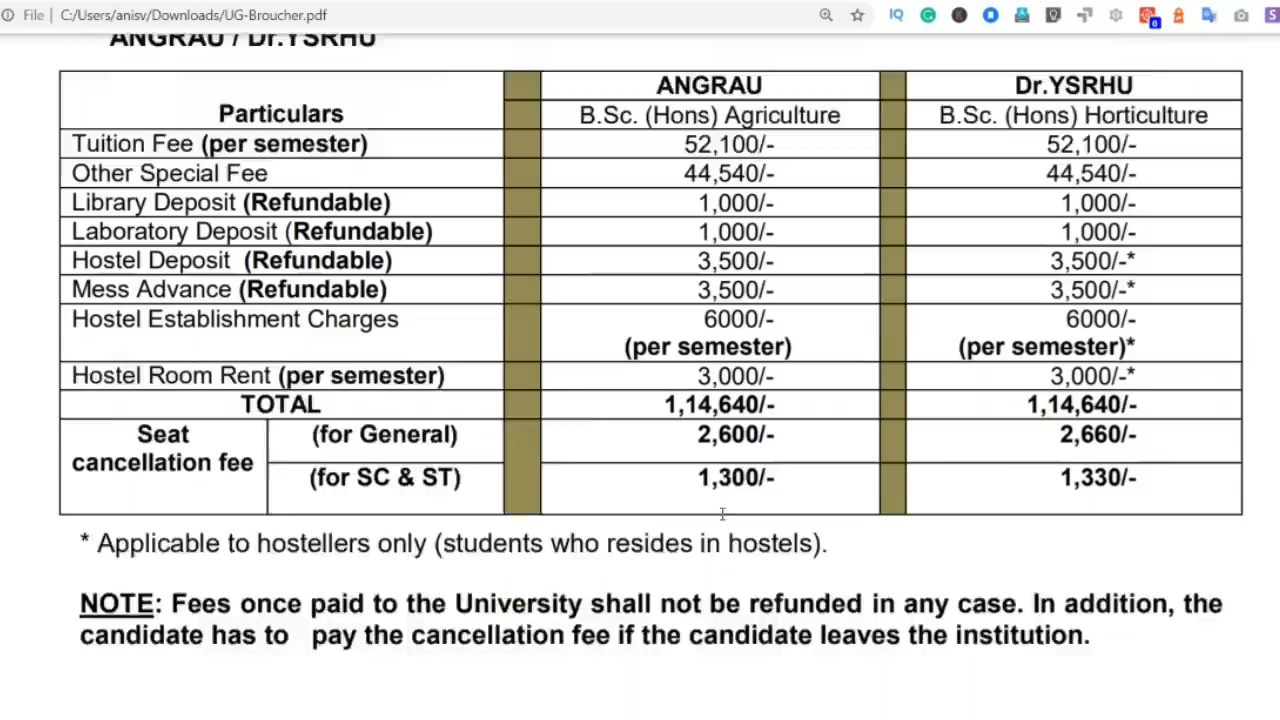 File | C:/Users/anisv/Downloads/UG-Broucher.pdf
IQ
0
S
ANGRAU / Dr.YSRHU
Particulars ANGRAU Dr.YSRHU
B.Sc. (Hons) Agriculture B.Sc. (Hons) Horticulture
Tuition Fee (per semester) 52,100/- 52,100/-
Other Special Fee 44,540/- 44,540/-
Library Deposit (Refundable) 1,000/- 1,000/-
Laboratory Deposit (Refundable) 1,000/- 1,000/-
Hostel Deposit (Refundable) 3,500/- 3,500/-*
Mess Advance (Refundable) 3,500/- 3,500/-*
Hostel Establishment Charges 6000/- 6000/-
(per semester) (per semester)*
Hostel Room Rent (per semester) 3,000/- 3,000/-*
TOTAL 1,14,640/- 1,14,640/-
Seat (for General) 2,600/- 2,660/-
cancellation fee (for SC & ST) 1,300/- 1,330/-
* Applicable to hostellers only (students who resides in hostels).
NOTE: Fees once paid to the University shall not be refunded in any case. In addition, the
candidate has to pay the cancellation fee if the candidate leaves the institution.